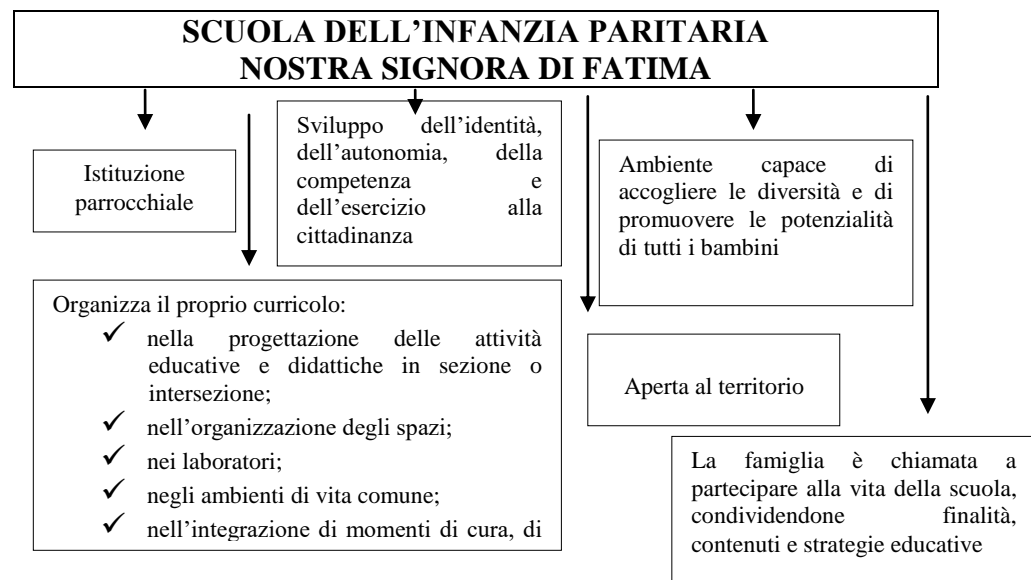 SCUOLA DELL’INFANZIA PARITARIA
NOSTRA SIGNORA DI FATIMA
Istituzione
parrocchiale
Sviluppo dell’identità,
dell’autonomia, della
competenza e
dell’esercizio alla
cittadinanza
Ambiente capace di
accogliere le diversità e di
promuovere le potenzialità
di tutti i bambini
Organizza il proprio curricolo:
✓ nella progettazione delle attività
educative e didattiche in sezione o
intersezione;
✓ nell’organizzazione degli spazi;
✓ nei laboratori;
✓ negli ambienti di vita comune;
✓ nell’integrazione di momenti di cura, di
Aperta al territorio
La famiglia è chiamata a
partecipare alla vita della scuola,
condividendone finalità,
contenuti e strategie educative